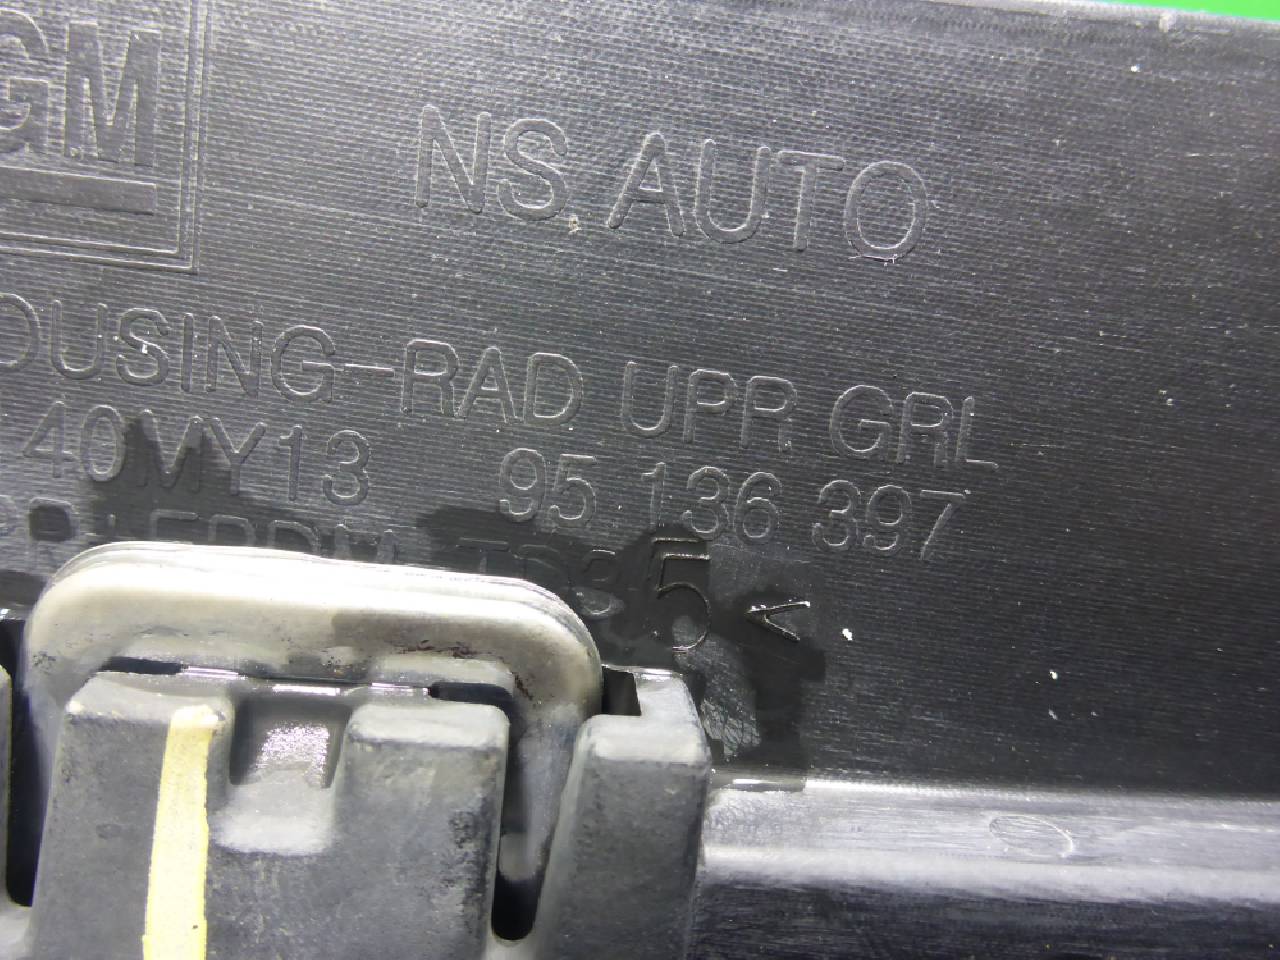 GM
NS AUTO
OUSING-RAD UPR GRL
40MY13 95 136 397
5 <